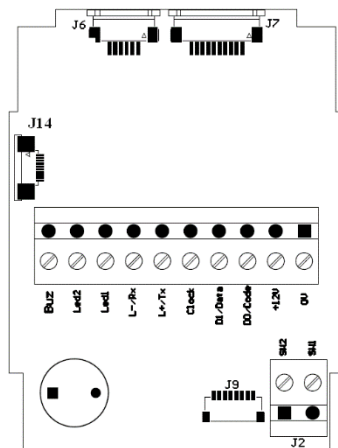 J6
J7
J14
Buz
Led2
Led1
L-/Rx
L+/Tx
Clock
D1/Data
D0/Code
+12V
0V
SW2
SW1
J9
J2